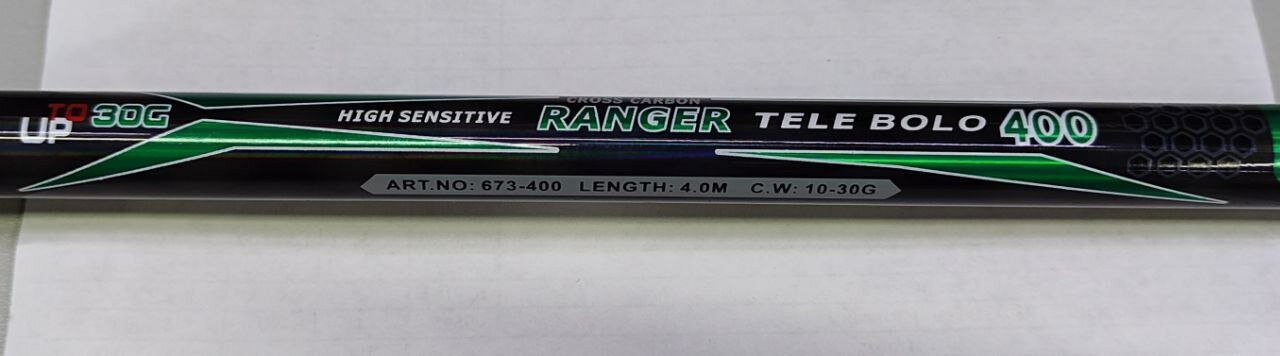 UP TO 30G
CROSS CARBON
HIGH SENSITIVE RANGER TELE BOLO 400
ART.NO: 673-400 LENGTH: 4.0M C.W: 10-30G